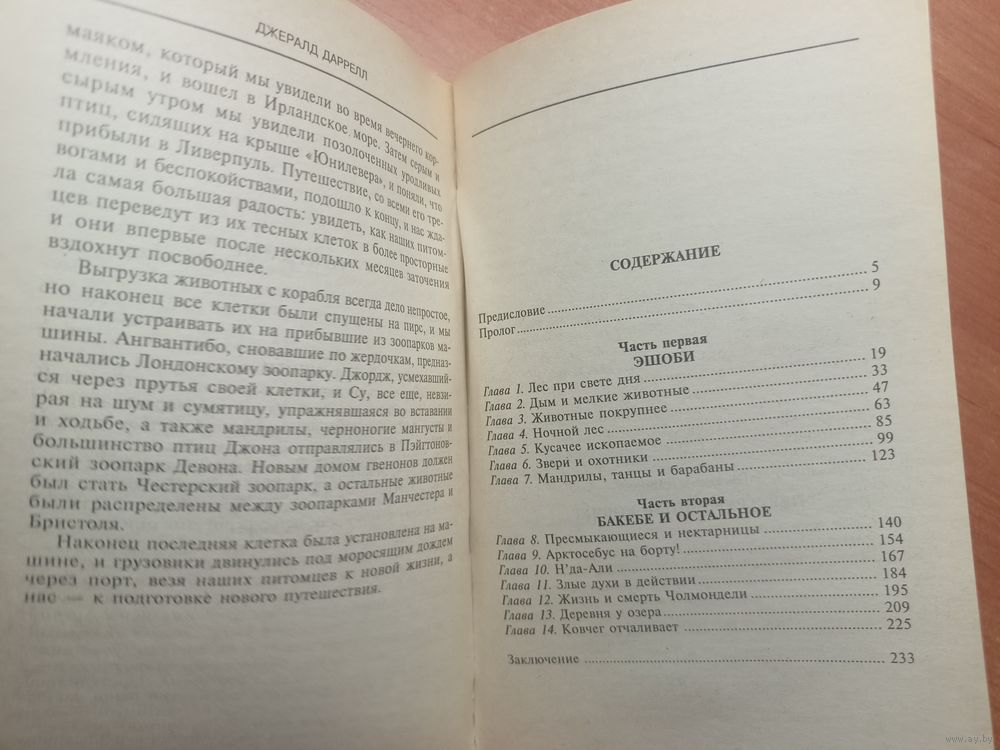 ДЖЕРАЛД ДАРРЕЛЛ
маяком, который мы увидели во время вечернего кор-
мления, и вошел в Ирландское море. Затем серым и
сырым утром мы увидели позолоченных уродливых
птиц, сидящих на крыше «Юнилевера», и поняли, что
прибыли в Ливерпуль. Путешествие, со всеми его тре-
вогами и беспокойствами, подошло к концу, и нас жда-
ла самая большая радость: увидеть, как наших питом-
цев переведут из их тесных клеток в более просторные
и они впервые после нескольких месяцев заточения
вздохнут посвободнее.
Выгрузка животных с корабля всегда дело непростое,
но наконец все клетки были спущены на пирс, и мы
начали устраивать их на прибывшие из зоопарков ма-
шины. Ангвантибо, сновавшие по жердочкам, предназ-
начались Лондонскому зоопарку. Джордж, усмехавший-
ся через прутья своей клетки, и Су, все еще, невзи-
рая на шум и сумятицу, упражнявшаяся во вставании
и ходьбе, а также мандрилы, черноногие мангусты и
большинство птиц Джона отправлялись в Пэйгтонов-
ский зоопарк Девона. Новым домом гвенонов должен
был стать Честерский зоопарк, а остальные животные
были распределены между зоопарками Манчестера и
Бристоля.
Наконец последняя клетка была установлена на ма-
шине, и грузовики двинулись под моросящим дождем
через порт, везя наших питомцев к новой жизни, а
нас — к подготовке нового путешествия.
СОДЕРЖАНИЕ
Предисловие 5
Пролог 9
Часть первая
ЭШОБИ
Глава 1. Лес при свете дня 19
Глава 2. Дым и мелкие животные 33
Глава 3. Животные покрупнее 47
Глава 4. Ночной лес 63
Глава 5. Кусачее ископаемое 85
Глава 6. Звери и охотники 99
Глава 7. Мандрилы, танцы и барабаны 123
Часть вторая
БАКЕБЕ И ОСТАЛЬНОЕ
Глава 8. Пресмыкающиеся и нектарницы 140
Глава 9. Арктосебус на борту! 154
Глава 10. Н'да-Али 167
Глава 11. Злые духи в действии 184
Глава 12. Жизнь и смерть Чолмондели 195
Глава 13. Деревня у озера 209
Глава 14. Ковчег отчаливает 225
Заключение 233
www.ay.by